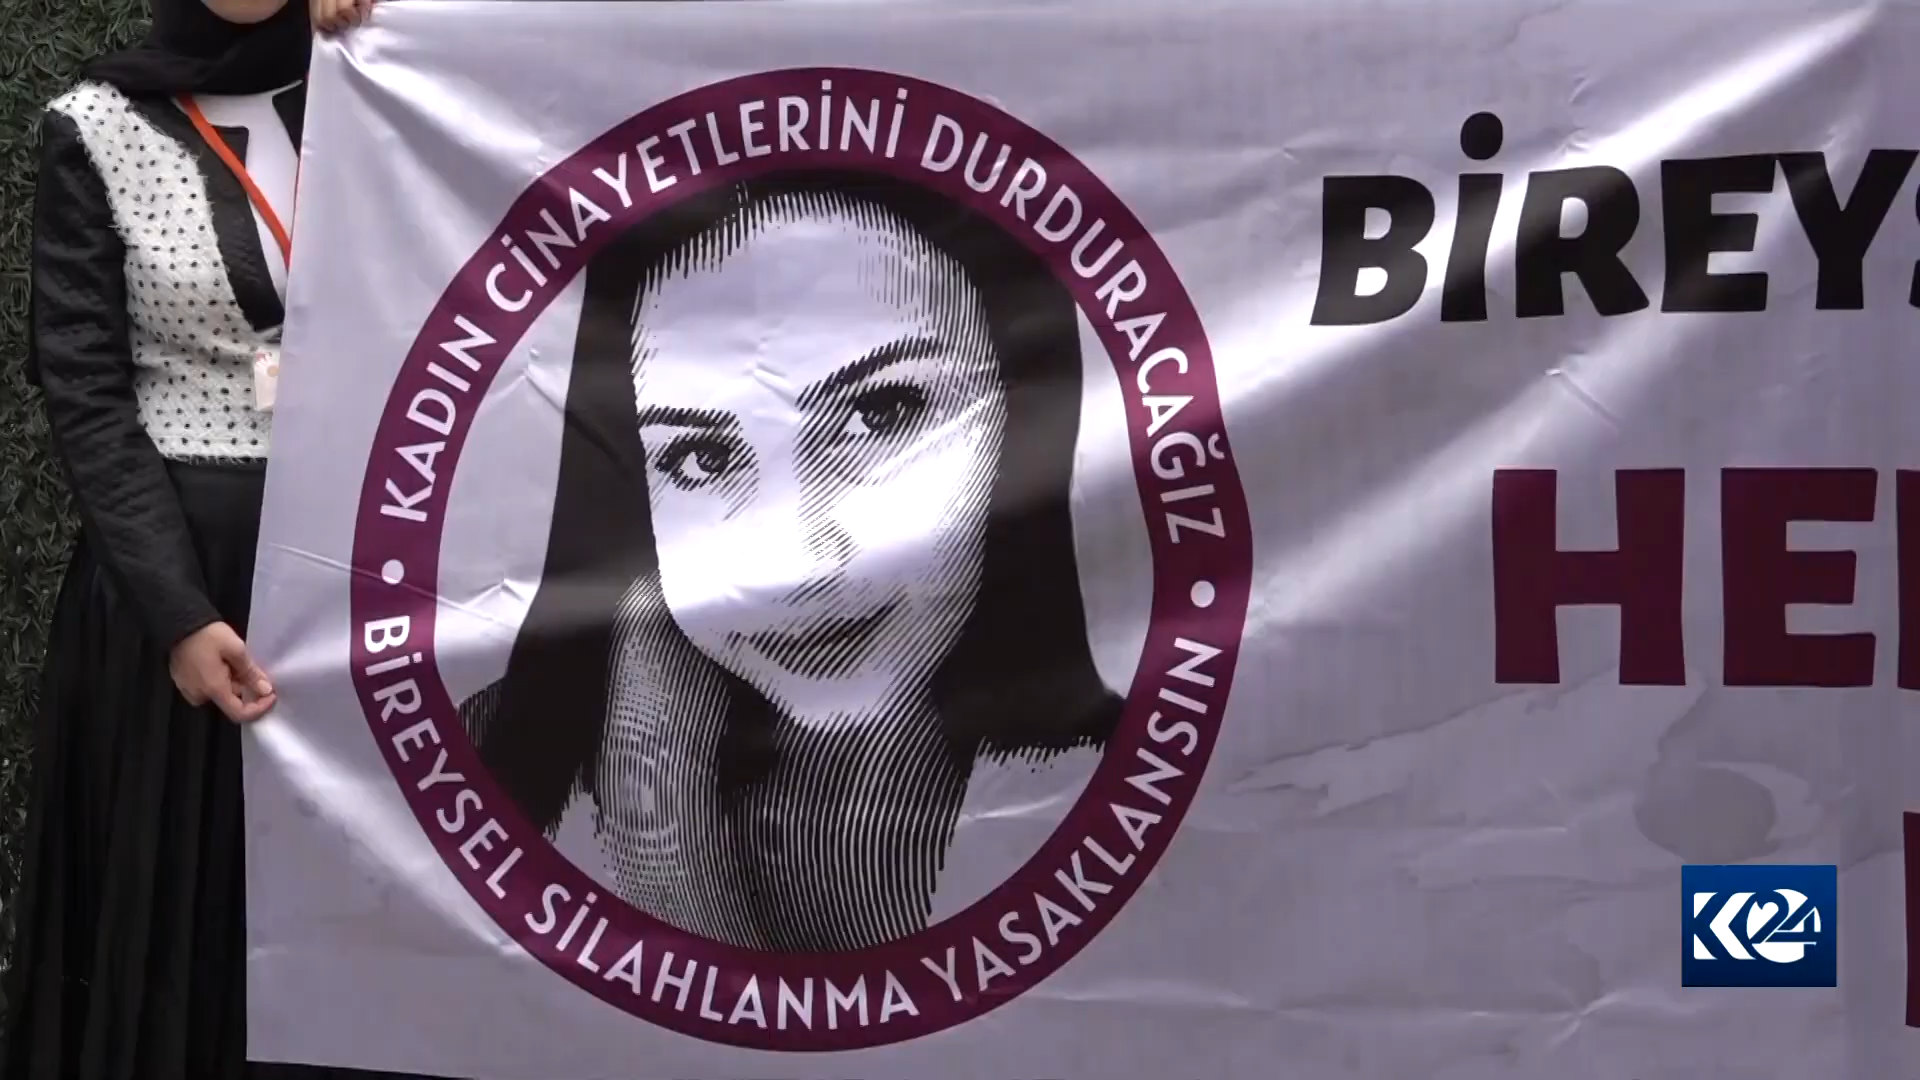 KADIN CİNAYETLERİNİ DURDURACAĞIZ
• BİREYSEL SİLAHLANMA YASAKLANSIN •
BİREYS
HE
K24